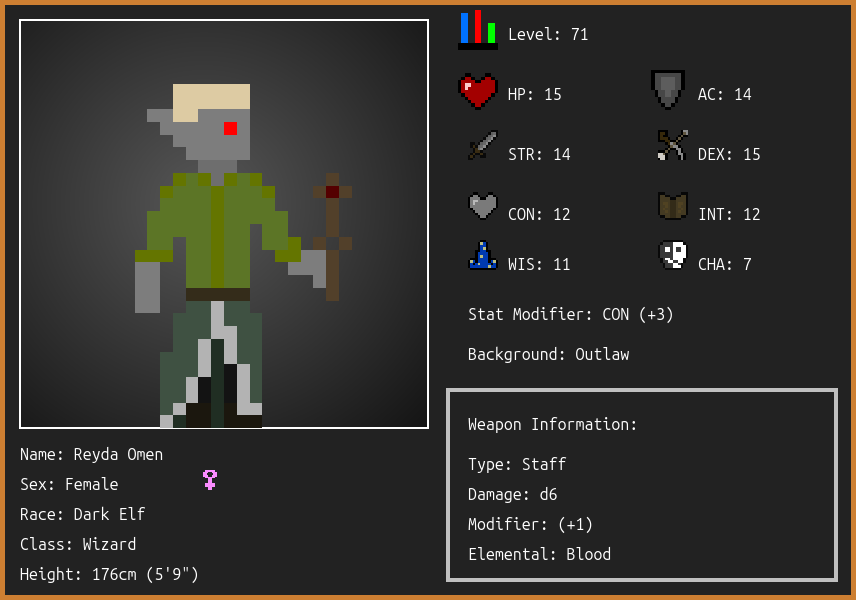 Level: 71
HP: 15
AC: 14
STR: 14
DEX: 15
CON: 12
INT: 12
WIS: 11
CHA: 7
Stat Modifier: CON (+3)
Background: Outlaw
Weapon Information:
Type: Staff
Damage: d6
Modifier: (+1)
Elemental: Blood
Name: Reyda Omen
Sex: Female
Race: Dark Elf
Class: Wizard
Height: 176cm (5'9")